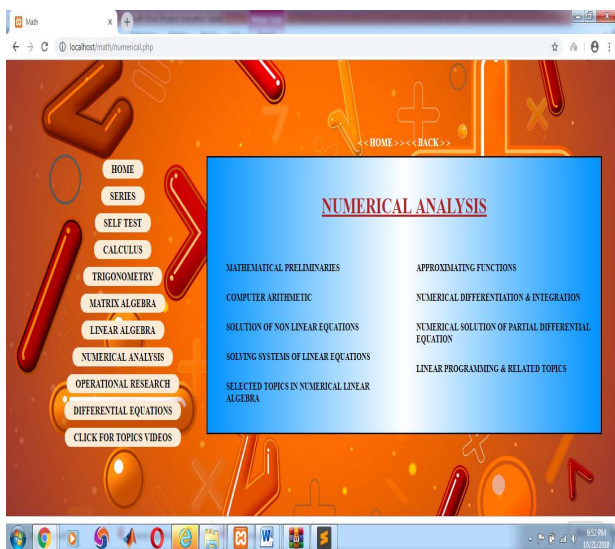 Math
localhost/math/numerical.php
<<HOME>><<BACK>>
HOME
SERIES
SELF TEST
CALCULUS
TRIGONOMETRY
MATRIX ALGEBRA
LINEAR ALGEBRA
NUMERICAL ANALYSIS
OPERATIONAL RESEARCH
DIFFERENTIAL EQUATIONS
CLICK FOR TOPICS VIDEOS
NUMERICAL ANALYSIS
MATHEMATICAL PRELIMINARIES
COMPUTER ARITHMETIC
SOLUTION OF NON LINEAR EQUATIONS
SOLVING SYSTEMS OF LINEAR EQUATIONS
SELECTED TOPICS IN NUMERICAL LINEAR
ALGEBRA
APPROXIMATING FUNCTIONS
NUMERICAL DIFFERENTIATION & INTEGRATION
NUMERICAL SOLUTION OF PARTIAL DIFFERENTIAL
EQUATION
LINEAR PROGRAMMING & RELATED TOPICS
6:52 PM
10/21/2018